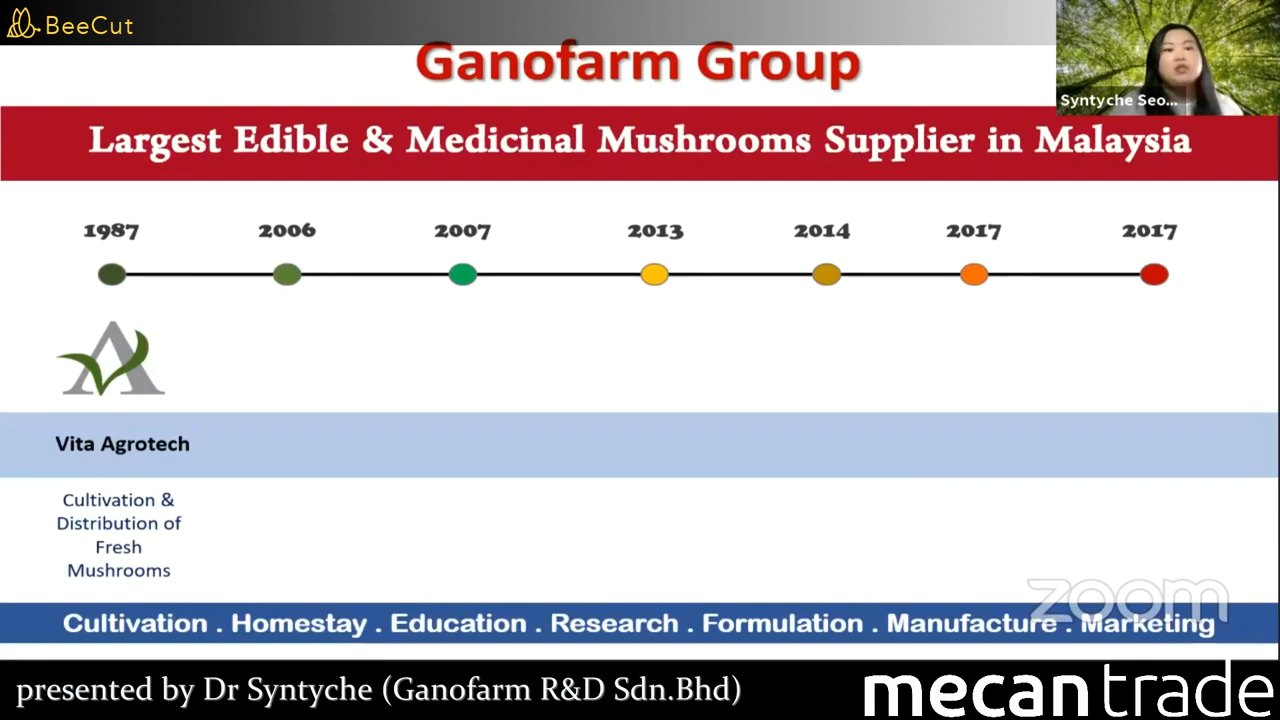 BeeCut
Ganofarm Group
Syntyche Seo...
Largest Edible & Medicinal Mushrooms Supplier in Malaysia
1987 2006 2007 2013 2014 2017 2017
Vita Agrotech
Cultivation &
Distribution of
Fresh
Mushrooms
zoom
Cultivation . Homestay . Education . Research . Formulation . Manufacture . Marketing
presented by Dr Syntyche (Ganofarm R&D Sdn.Bhd)
mecantrade